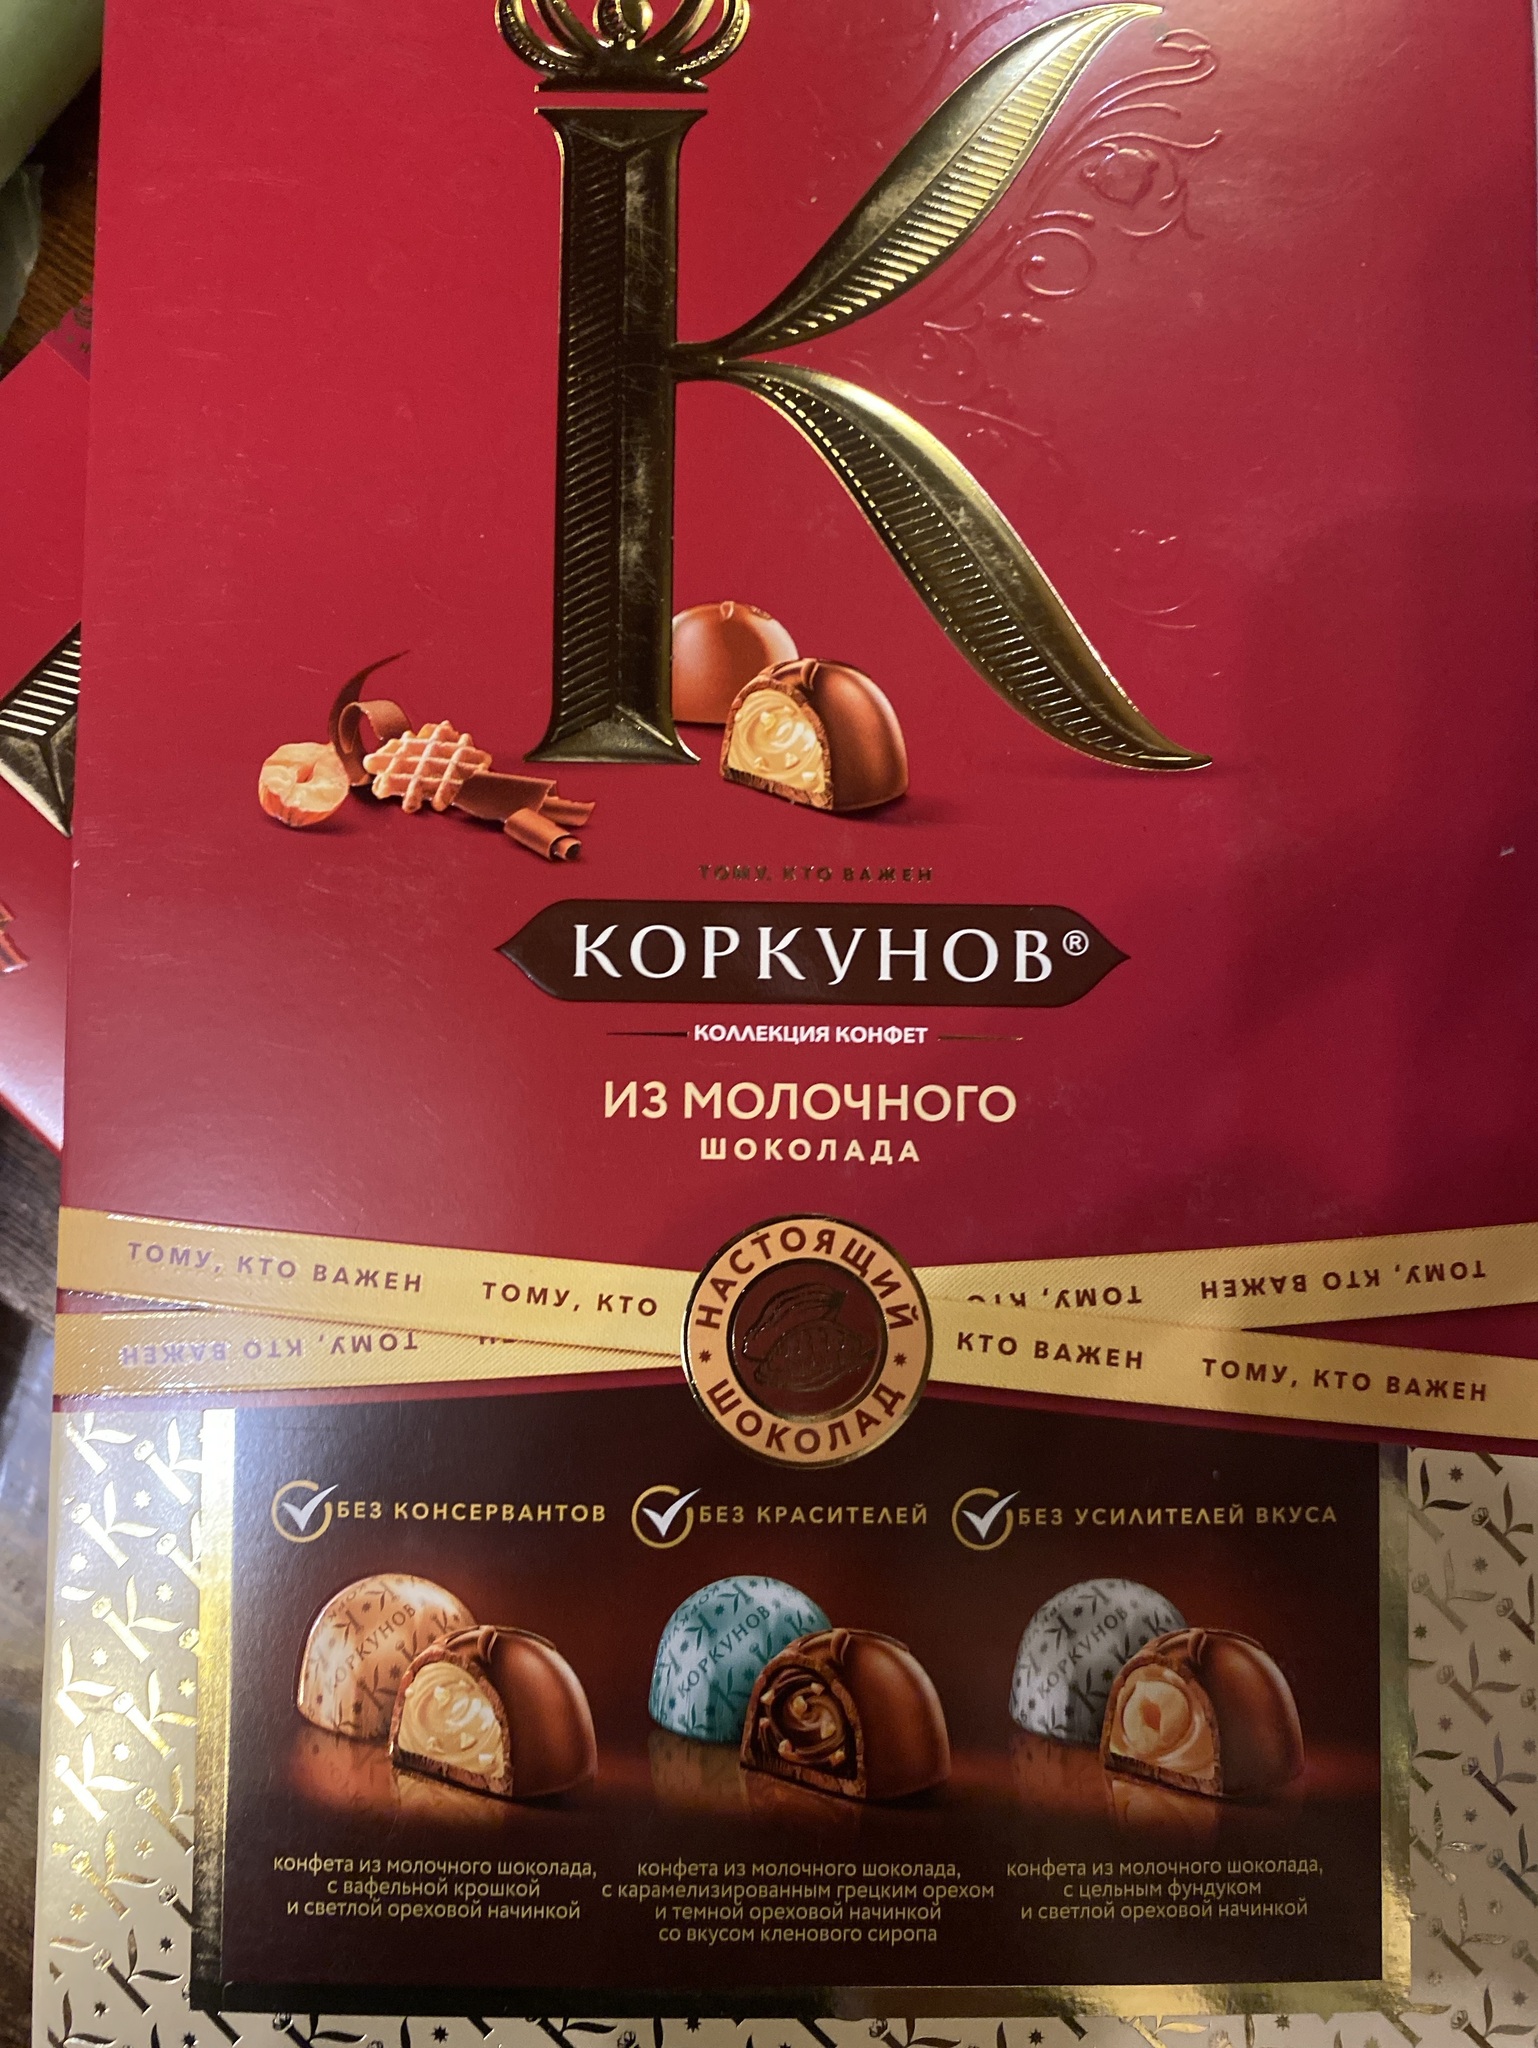 К
ТОМУ, КТО ВАЖЕН
КОРКУНОВ®
КОЛЛЕКЦИЯ КОНФЕТ
ИЗ МОЛОЧНОГО
ШОКОЛАДА
ТОМУ, КТО ВАЖЕН ТОМУ, КТО
ТОМУ, КТО ВАЖЕН
НАСТОЯЩИЙ
ШОКОЛАД
ТОМУ, КТО ВАЖЕН ТОМУ, КТО
КТО ВАЖЕН ТОМУ, КТО ВАЖЕН
БЕЗ КОНСЕРВАНТОВ
БЕЗ КРАСИТЕЛЕЙ
БЕЗ УСИЛИТЕЛЕЙ ВКУСА
КОРКУНОВ
КОРКУНОВ
КОРКУНОВ
конфета из молочного шоколада,
с вафельной крошкой
и светлой ореховой начинкой
конфета из молочного шоколада,
с карамелизированным грецким орехом
и темной ореховой начинкой
со вкусом кленового сиропа
конфета из молочного шоколада,
с цельным фундуком
и светлой ореховой начинкой